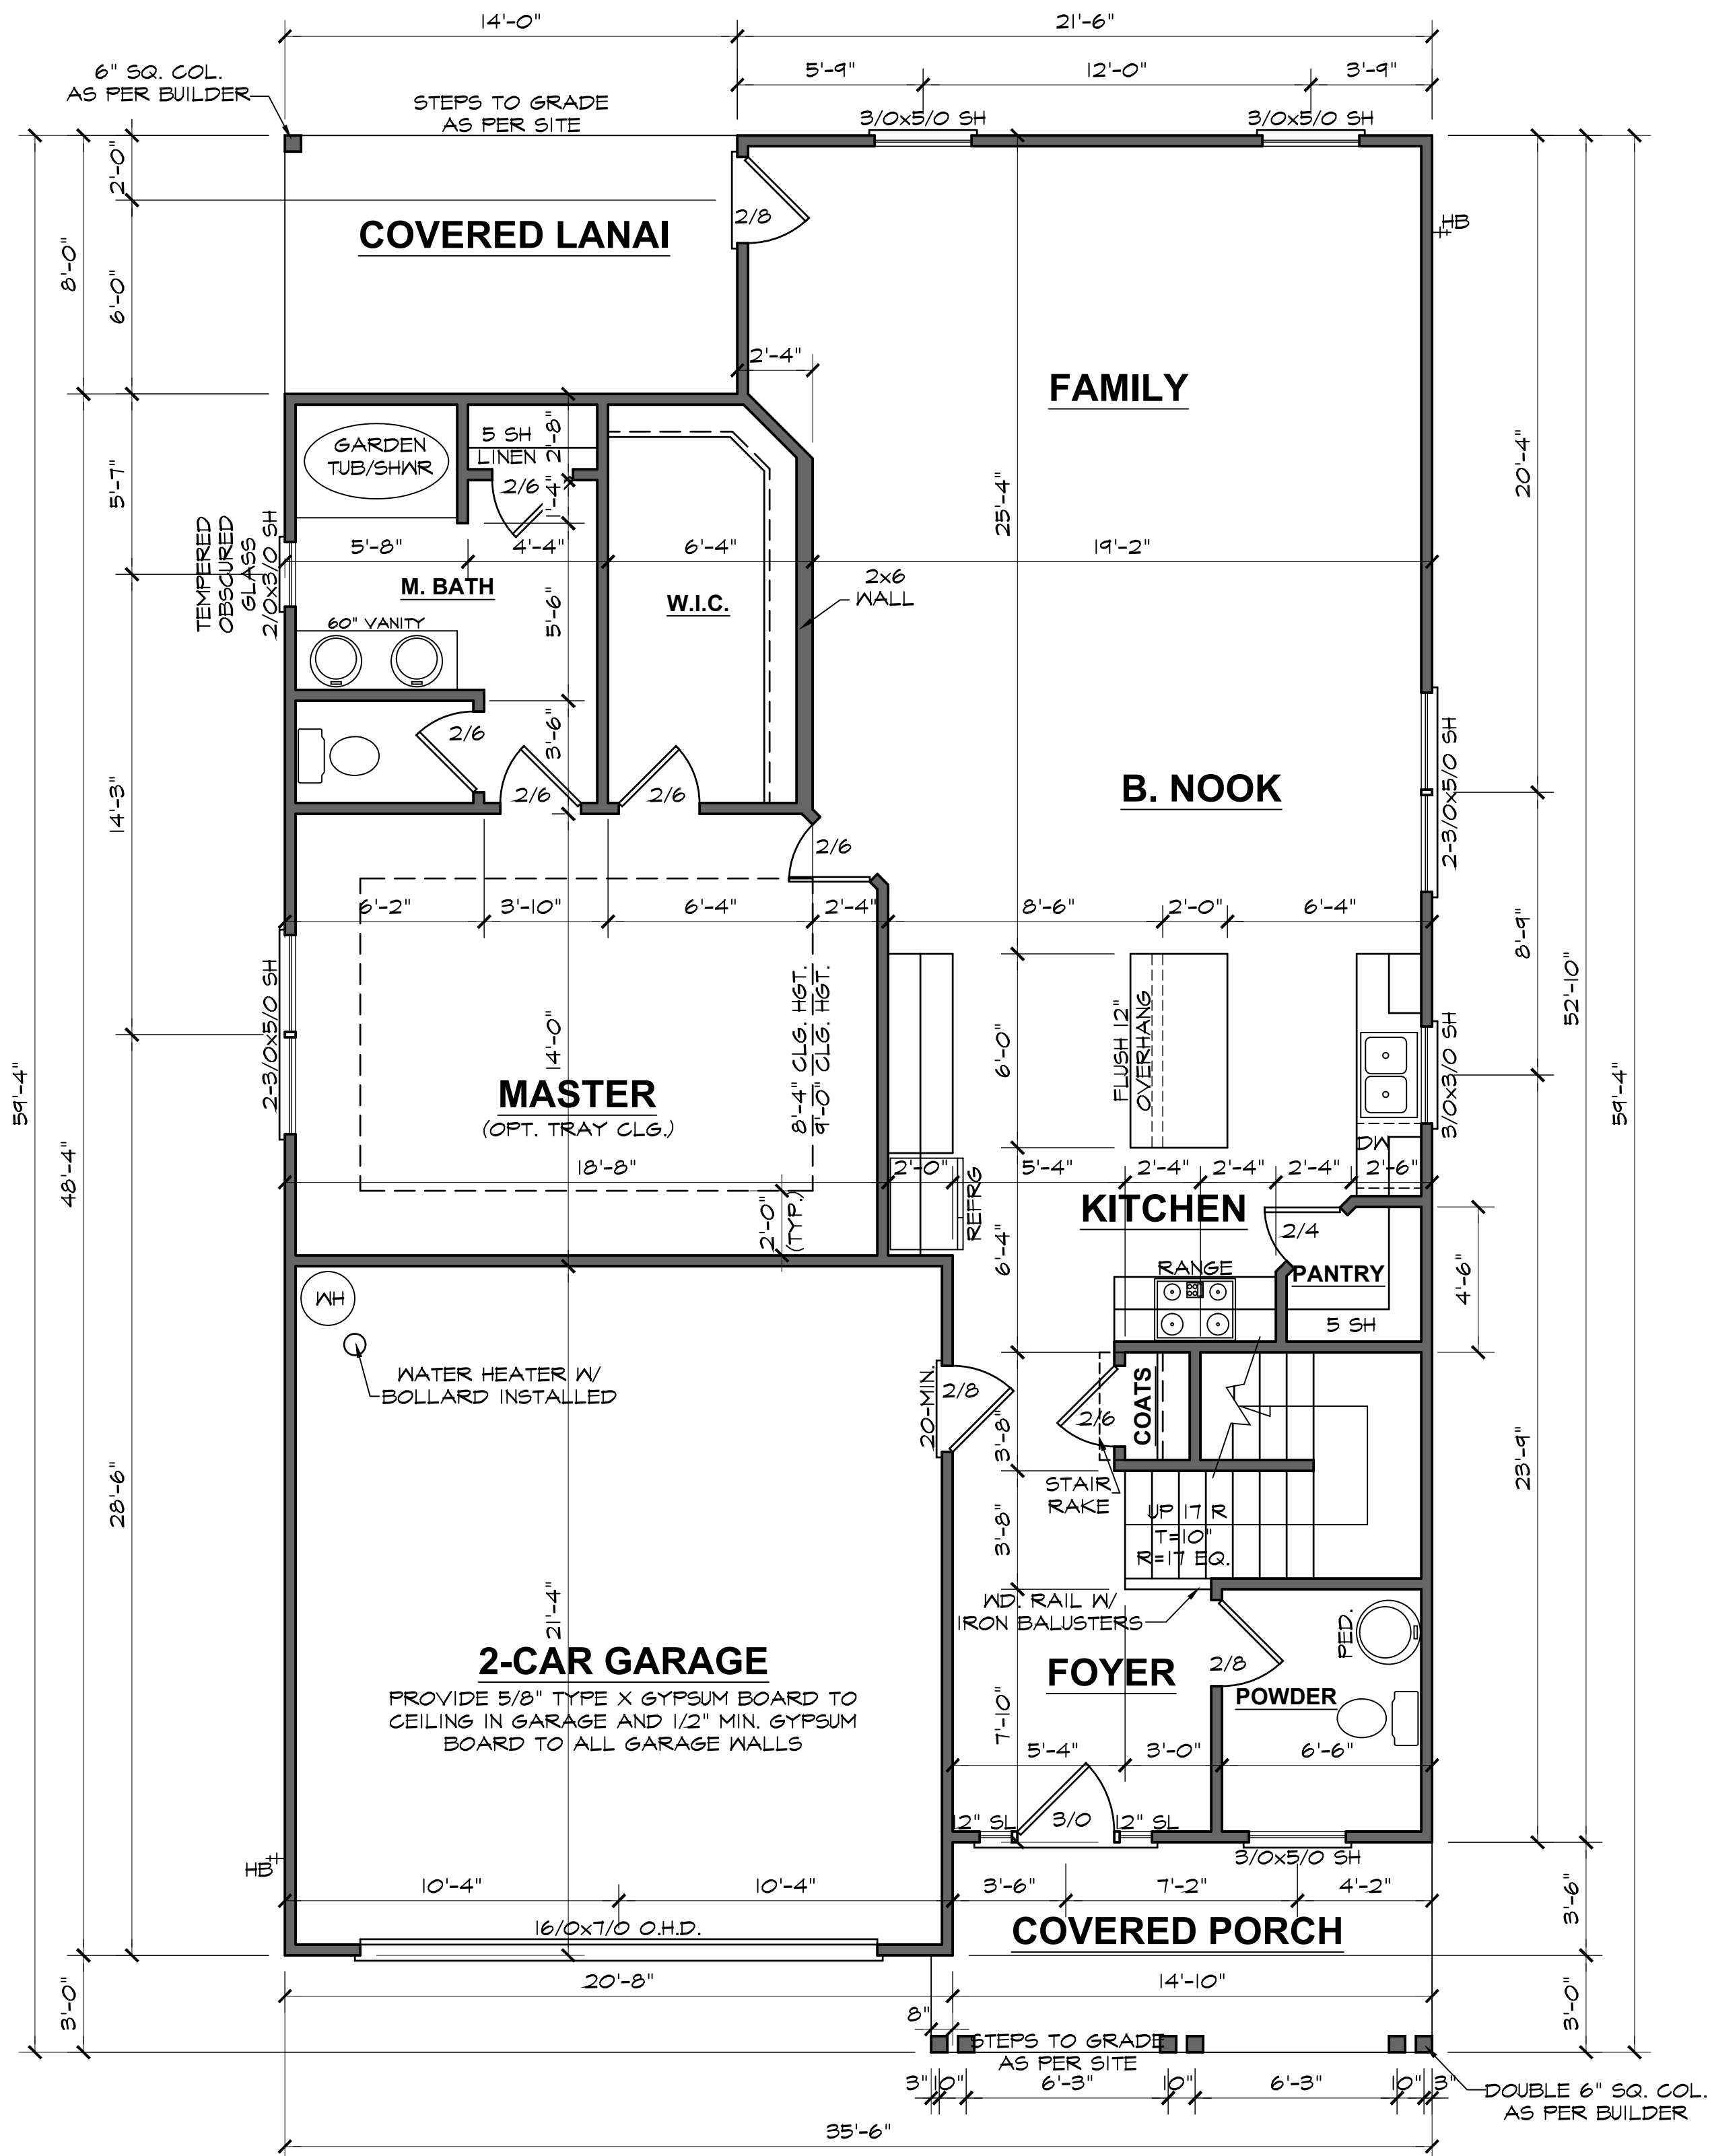 14'-0"
21'-6"
5'-9"
12'-0"
3'-9"
6" SQ. COL.
AS PER BUILDER
STEPS TO GRADE
AS PER SITE
3/0x5/0 SH
3/0x5/0 SH
2'-0"
8'-0"
6'-0"
COVERED LANAI
2/8
HB
2'-4"
FAMILY
GARDEN
TUB/SHWR
5 SH
LINEN
2'-8"
2/6
1'-4"
5'-7"
20'-4"
25'-4"
TEMPERED
OBSCURED
GLASS
2/0x3/0 SH
5'-8"
4'-4"
6'-4"
19'-2"
M. BATH
W.I.C.
2x6
WALL
60" VANITY
5'-6"
2/6
3'-6"
2/6
2/6
2/6
B. NOOK
2-3/0x5/0 SH
14'-3"
6'-2"
3'-10"
6'-4"
2'-4"
8'-6"
2'-0"
6'-4"
8'-9"
52'-10"
2-3/0x5/0 SH
14'-0"
8'-4" CLG. HGT.
9'-0" CLG. HGT.
6'-0"
FLUSH 12"
OVERHANG
3/0x3/0 SH
59'-4"
59'-4"
48'-4"
MASTER
(OPT. TRAY CLG.)
DW
18'-8"
2'-0"
5'-4"
2'-4"
2'-4"
2'-4"
2'-6"
2'-0"
(TYP.)
REFRG
KITCHEN
6'-4"
2/4
RANGE
PANTRY
5 SH
4'-6"
WH
WATER HEATER W/
BOLLARD INSTALLED
20-MIN.
2/8
2/6
COATS
3'-8"
STAIR
RAKE
28'-6"
23'-9"
3'-8"
UP 17 R
T=10"
R=17 EQ.
WD. RAIL W/
IRON BALUSTERS
21'-4"
PED.
2-CAR GARAGE
PROVIDE 5/8" TYPE X GYPSUM BOARD TO
CEILING IN GARAGE AND 1/2" MIN. GYPSUM
BOARD TO ALL GARAGE WALLS
FOYER
2/8
POWDER
7'-10"
5'-4"
3'-0"
6'-6"
12" SL
3/0
12" SL
3/0x5/0 SH
HB
10'-4"
10'-4"
3'-6"
7'-2"
4'-2"
3'-6"
16/0x7/0 O.H.D.
COVERED PORCH
20'-8"
14'-10"
3'-0"
3'-0"
8"
STEPS TO GRADE
AS PER SITE
3"
10"
6'-3"
10"
6'-3"
10"
3"
DOUBLE 6" SQ. COL.
AS PER BUILDER
35'-6"